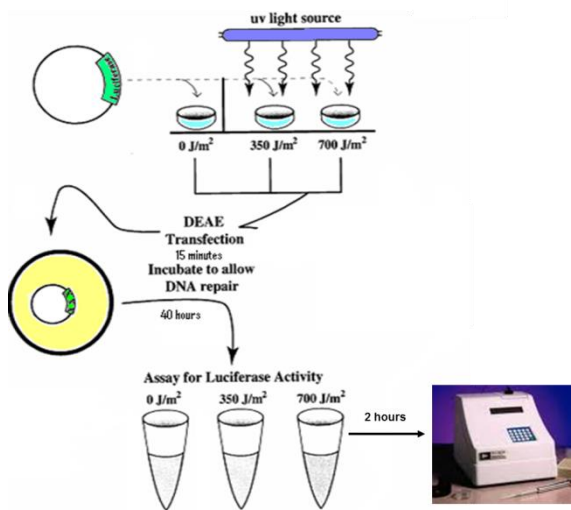 uv light source
Luciferase
0 J/m²
350 J/m²
700 J/m²
DEAE
Transfection
15 minutes
Incubate to allow
DNA repair
40 hours
Assay for Luciferase Activity
0 J/m²
350 J/m²
700 J/m²
2 hours